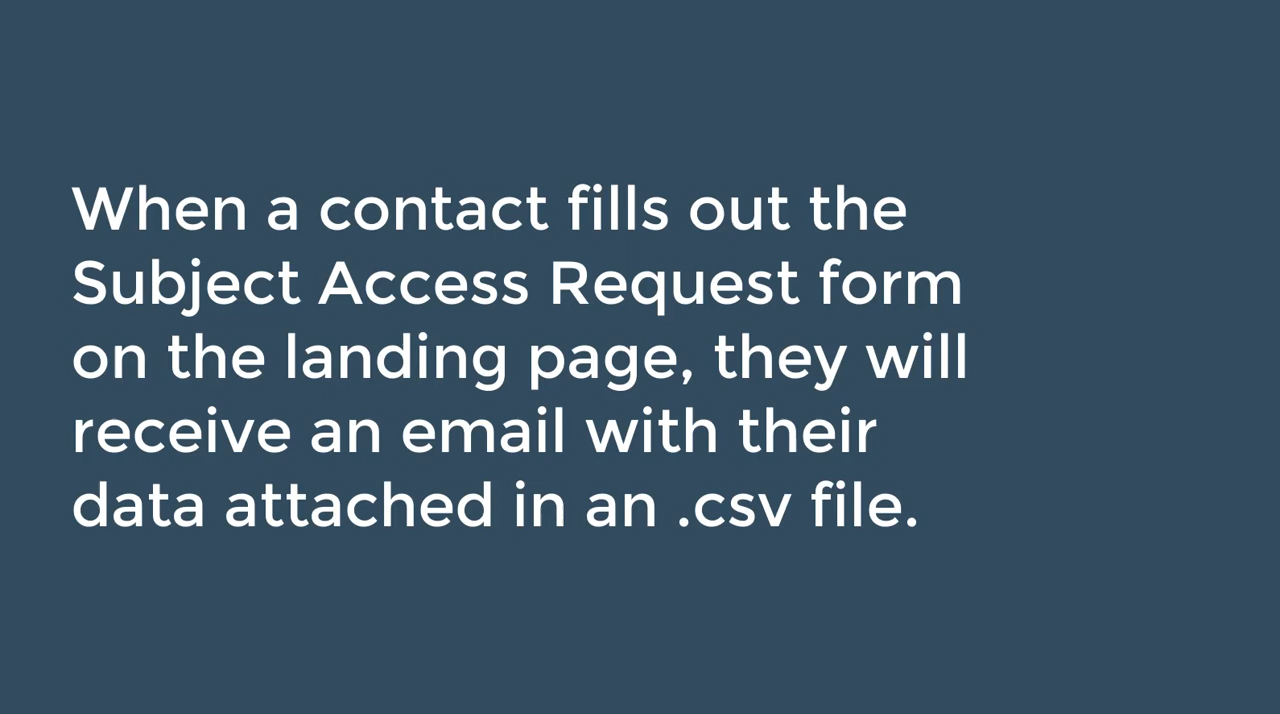 When a contact fills out the
Subject Access Request form
on the landing page, they will
receive an email with their
data attached in an .csv file.